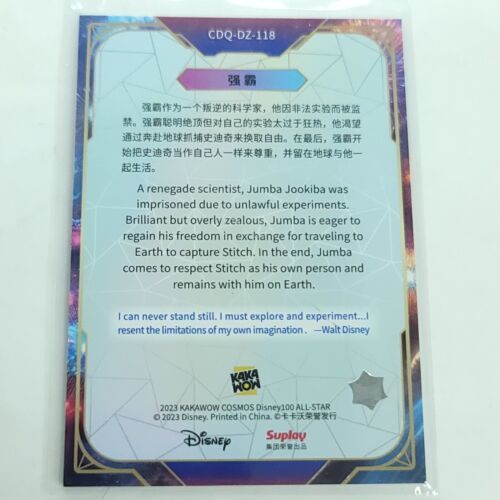 CDQ-DZ-118
强霸
强霸作为一个叛逆的科学家，他因非法实验而被监
禁。强霸聪明绝顶但对自己的实验太过于狂热，他渴望
通过奔赴地球抓捕史迪奇来换取自由。在最后，强霸开
始把史迪奇当作自己人一样来尊重，并留在地球与他一
起生活。
A renegade scientist, Jumba Jookiba was
imprisoned due to unlawful experiments.
Brilliant but overly zealous, Jumba is eager to
regain his freedom in exchange for traveling to
Earth to capture Stitch. In the end, Jumba
comes to respect Stitch as his own person and
remains with him on Earth.
I can never stand still. I must explore and experiment...I
resent the limitations of my own imagination . —Walt Disney
KAKA
WOW
2023 KAKAWOW COSMOS Disney100 ALL-STAR
© 2023 Disney. Printed in China. ©卡卡沃荣誉发行
Disney
Suplay
集团荣誉出品